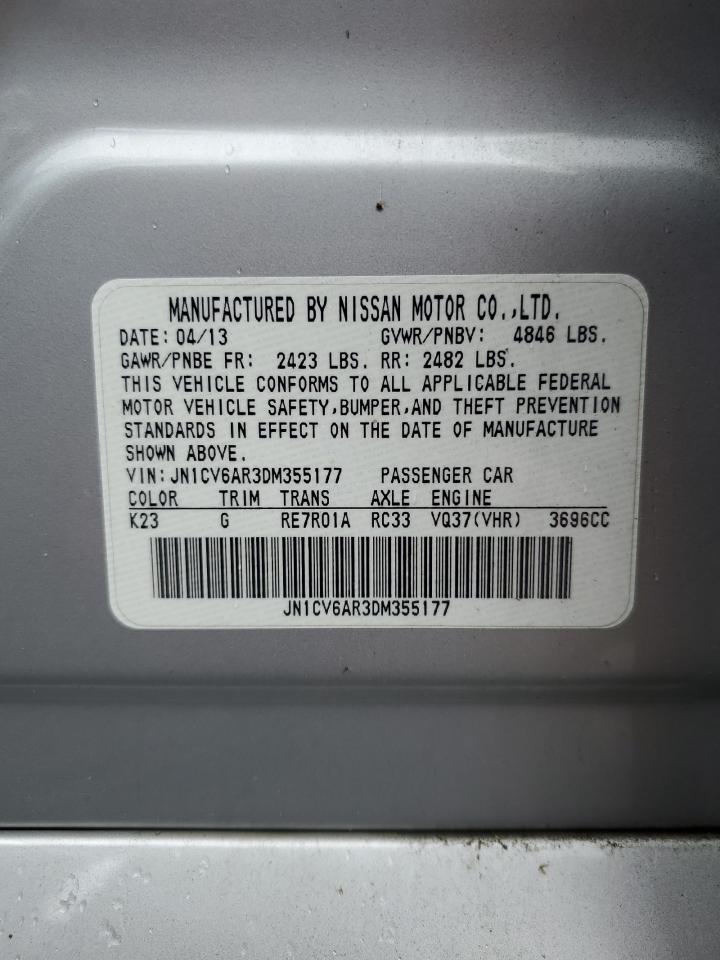 MANUFACTURED BY NISSAN MOTOR CO.,LTD.
DATE: 04/13 GVWR/PNBV: 4846 LBS.
GAWR/PNBE FR: 2423 LBS. RR: 2482 LBS.
THIS VEHICLE CONFORMS TO ALL APPLICABLE FEDERAL
MOTOR VEHICLE SAFETY,BUMPER,AND THEFT PREVENTION
STANDARDS IN EFFECT ON THE DATE OF MANUFACTURE
SHOWN ABOVE.
VIN: JN1CV6AR3DM355177 PASSENGER CAR
COLOR TRIM TRANS AXLE ENGINE
K23 G RE7R01A RC33 VQ37(VHR) 3696CC
JN1CV6AR3DM355177